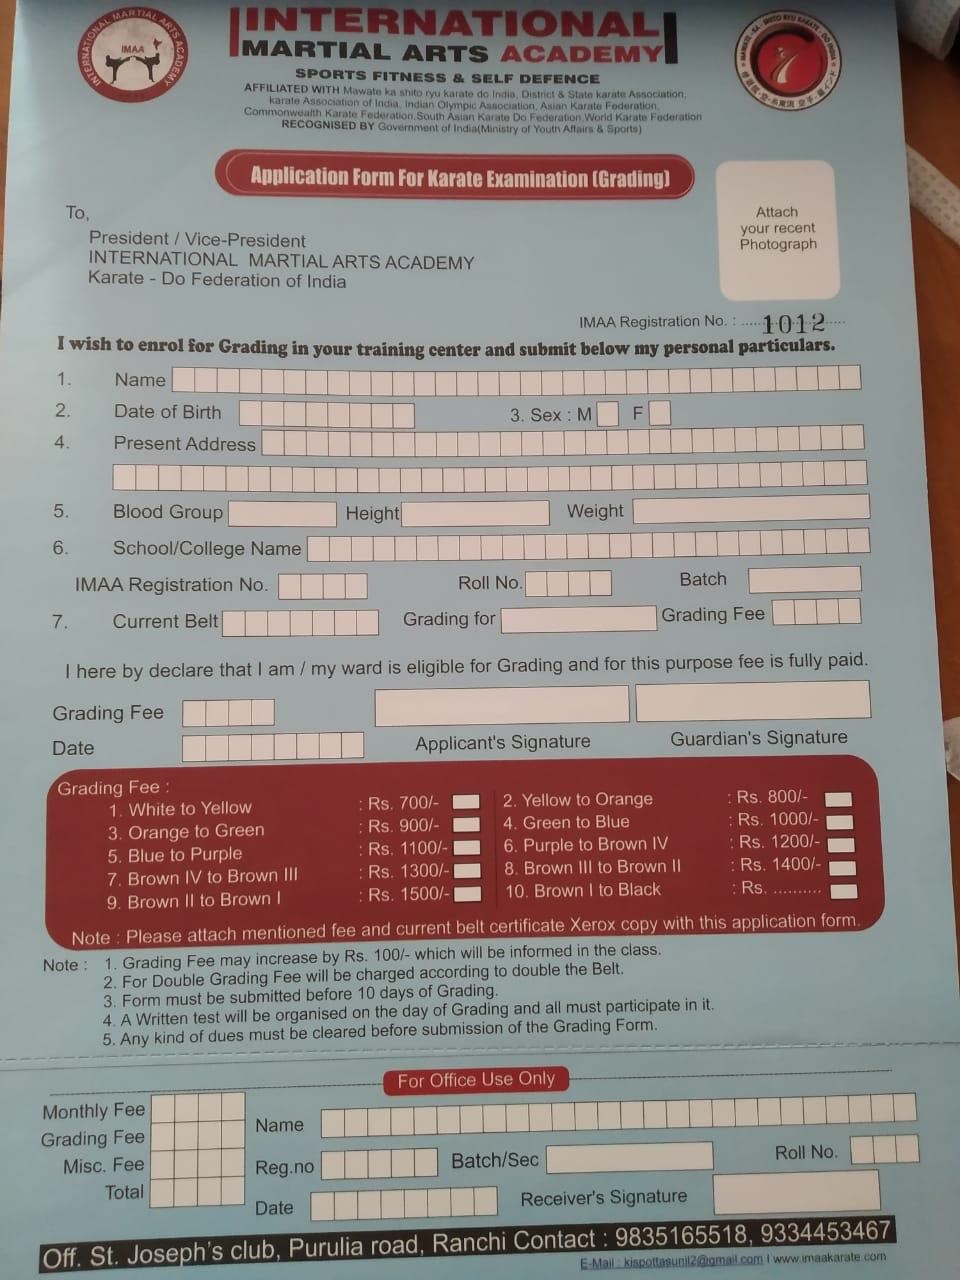 INTERNATIONAL MARTIAL ARTS ACADEMY
IMAA
INTERNATIONAL
MARTIAL ARTS ACADEMY
SPORTS FITNESS & SELF DEFENCE
AFFILIATED WITH Mawate ka shito ryu karate do India, District & State karate Association,
karate Association of India, Indian Olympic Association, Asian Karate Federation,
Commonwealth Karate Federation,South Asian Karate Do Federation,World Karate Federation
RECOGNISED BY Government of India(Ministry of Youth Affairs & Sports)
Application Form For Karate Examination (Grading)
Attach
your recent
Photograph
To,
President / Vice-President
INTERNATIONAL MARTIAL ARTS ACADEMY
Karate - Do Federation of India
IMAA Registration No. : .....1012.....
I wish to enrol for Grading in your training center and submit below my personal particulars.
1. Name
2. Date of Birth 3. Sex : M F
4. Present Address
5. Blood Group Height Weight
6. School/College Name
IMAA Registration No. Roll No. Batch
7. Current Belt Grading for Grading Fee
I here by declare that I am / my ward is eligible for Grading and for this purpose fee is fully paid.
Grading Fee
Date Applicant's Signature Guardian's Signature
Grading Fee :
1. White to Yellow : Rs. 700/- 2. Yellow to Orange : Rs. 800/-
3. Orange to Green : Rs. 900/- 4. Green to Blue : Rs. 1000/-
5. Blue to Purple : Rs. 1100/- 6. Purple to Brown IV : Rs. 1200/-
7. Brown IV to Brown III : Rs. 1300/- 8. Brown III to Brown II : Rs. 1400/-
9. Brown II to Brown I : Rs. 1500/- 10. Brown I to Black : Rs. ..........
Note : Please attach mentioned fee and current belt certificate Xerox copy with this application form.
Note : 1. Grading Fee may increase by Rs. 100/- which will be informed in the class.
2. For Double Grading Fee will be charged according to double the Belt.
3. Form must be submitted before 10 days of Grading.
4. A Written test will be organised on the day of Grading and all must participate in it.
5. Any kind of dues must be cleared before submission of the Grading Form.
For Office Use Only
Monthly Fee
Grading Fee Name
Misc. Fee Reg.no Batch/Sec Roll No.
Total Date Receiver's Signature
Off. St. Joseph's club, Purulia road, Ranchi Contact : 9835165518, 9334453467
E-Mail : kispottasunil2@gmail.com I www.imaakarate.com